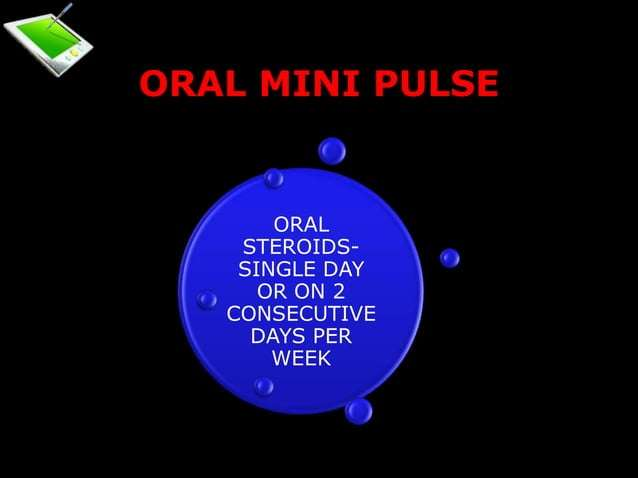 ORAL MINI PULSE
ORAL
STEROIDS-
SINGLE DAY
OR ON 2
CONSECUTIVE
DAYS PER
WEEK